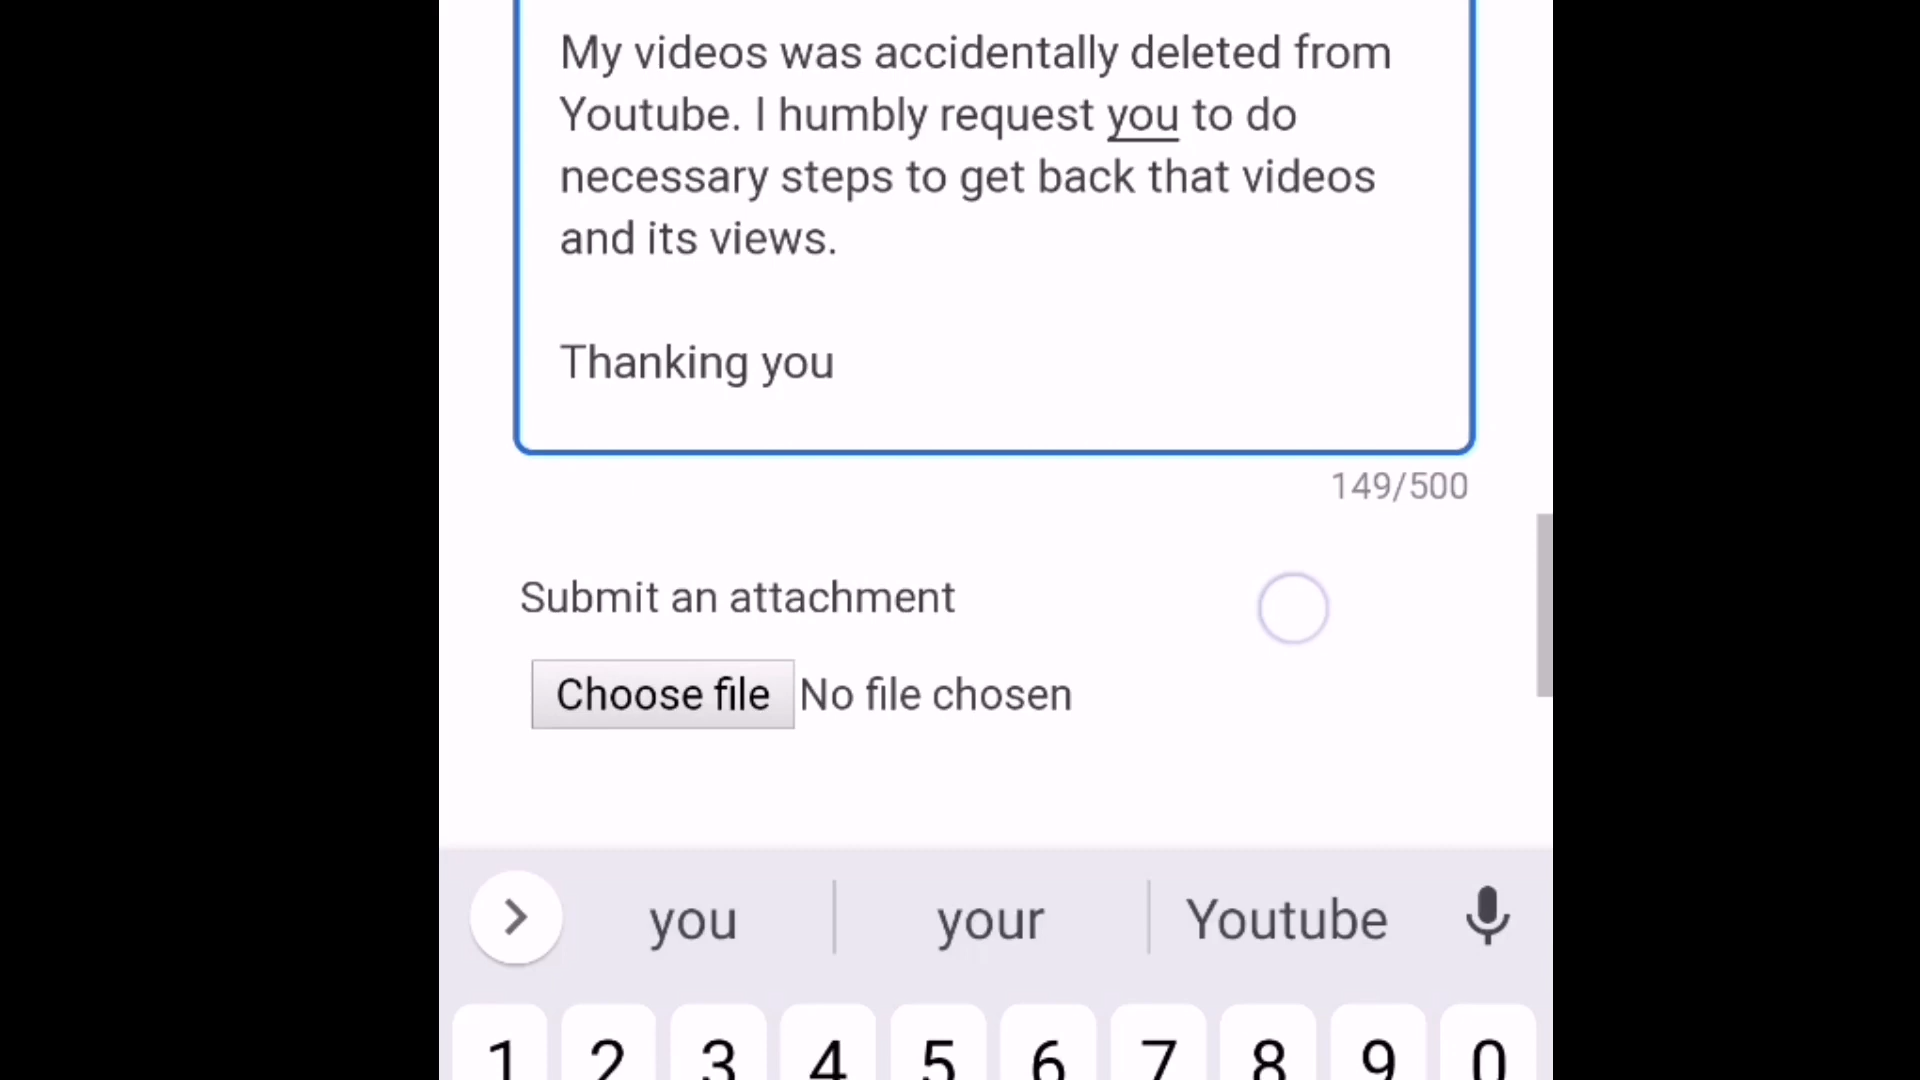 My videos was accidentally deleted from
Youtube. I humbly request you to do
necessary steps to get back that videos
and its views.
Thanking you
149/500
Submit an attachment
Choose file No file chosen
you your Youtube
1 2 3 4 5 6 7 8 9 0